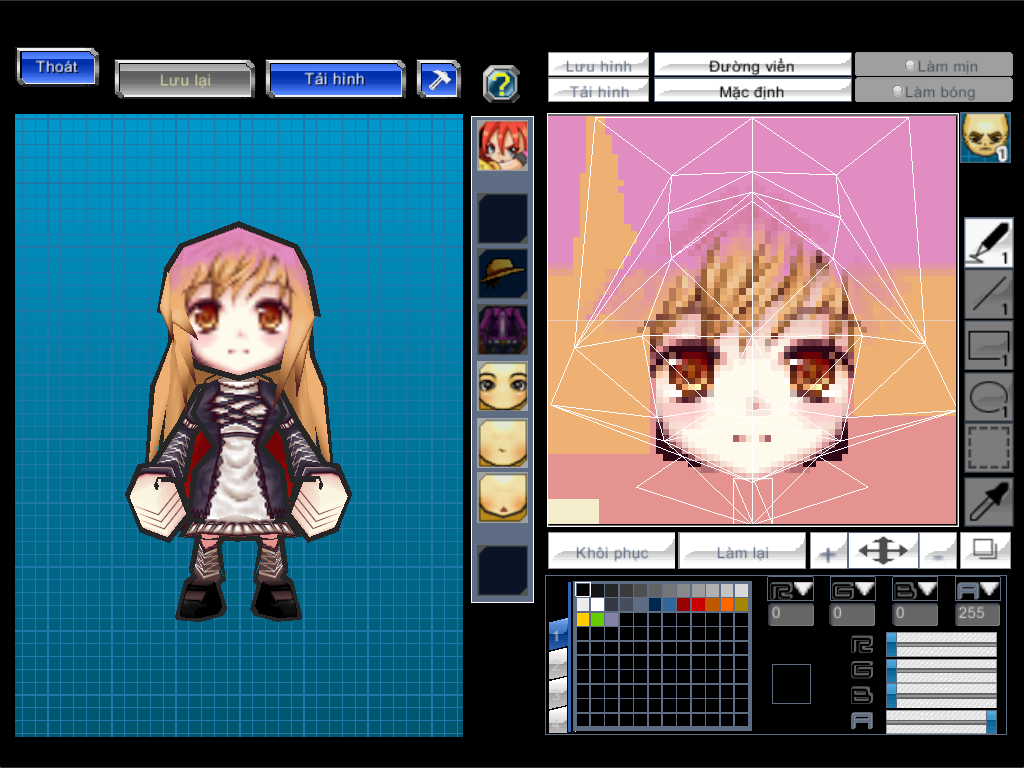 Thoát
Lưu lại
Tải hình
?
Lưu hình
Đường viền
Làm mịn
Tải hình
Mặc định
Làm bóng
1
1
1
1
1
Khôi phục
Làm lại
+
-
R
G
B
A
0
0
0
255
1
R
G
B
A